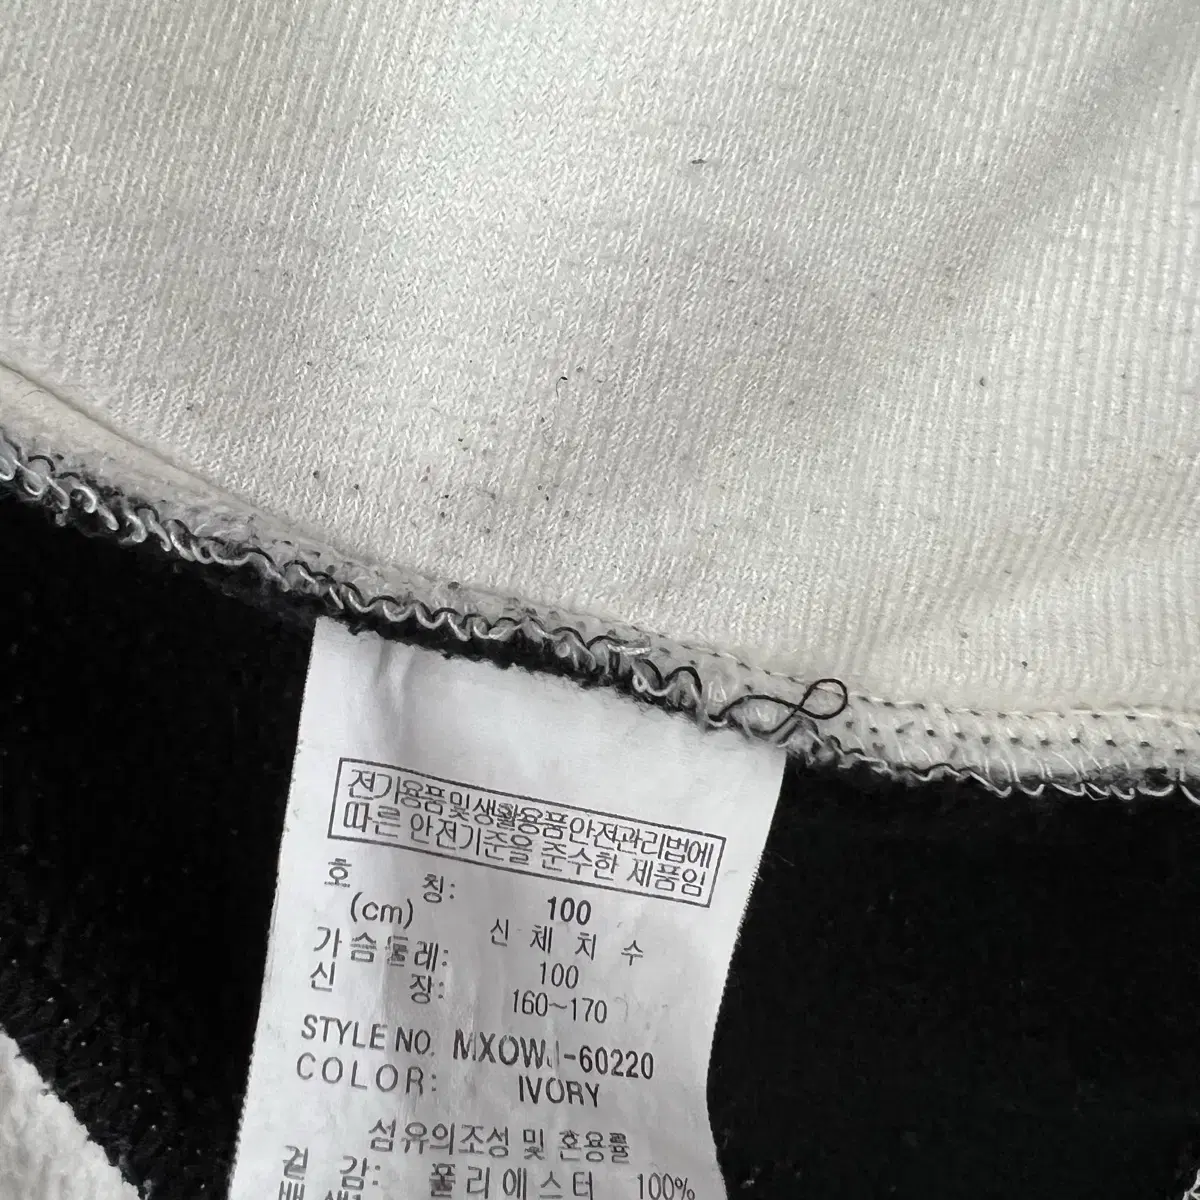 전기용품및생활용품안전관리법에
따른 안전기준을 준수한 제품임
호 칭: 100
(cm) 신 체 치 수
가슴둘레: 100
신 장: 160~170
STYLE NO. MXOWJ-60220
COLOR: IVORY
섬유의조성 및 혼용률
겉 감: 폴리에스터 100%